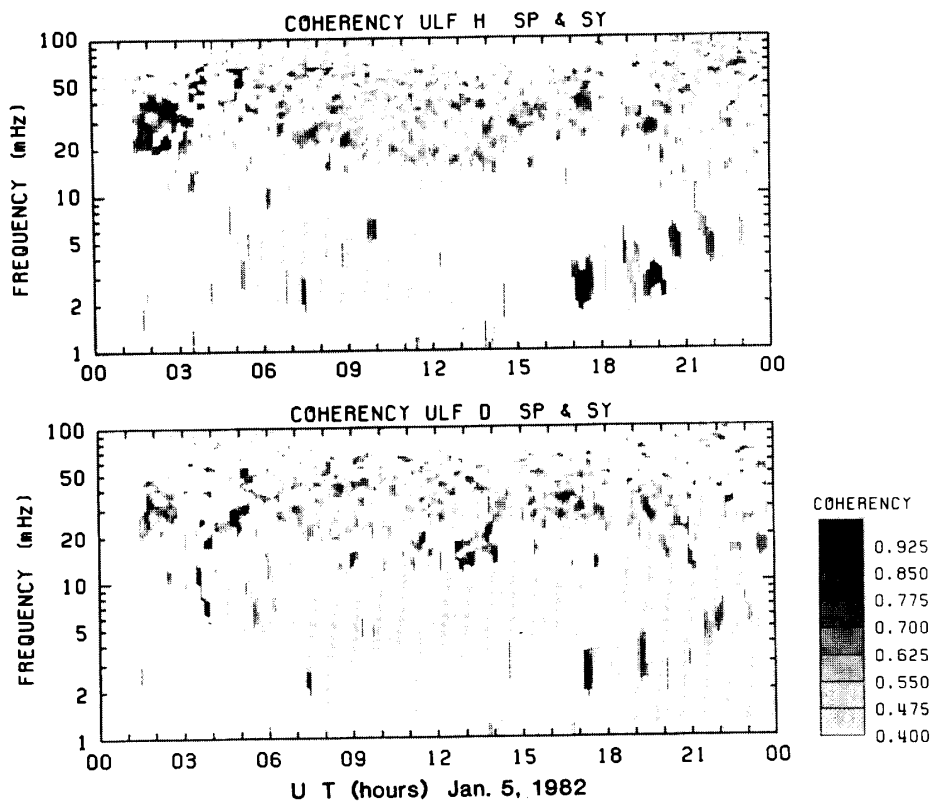 COHERENCY ULF H SP & SY
100
50
20
10
5
2
1
FREQUENCY (mHz)
00 03 06 09 12 15 18 21 00
COHERENCY ULF D SP & SY
100
50
20
10
5
2
1
FREQUENCY (mHz)
00 03 06 09 12 15 18 21 00
U T (hours) Jan. 5, 1982
COHERENCY
0.925
0.850
0.775
0.700
0.625
0.550
0.475
0.400